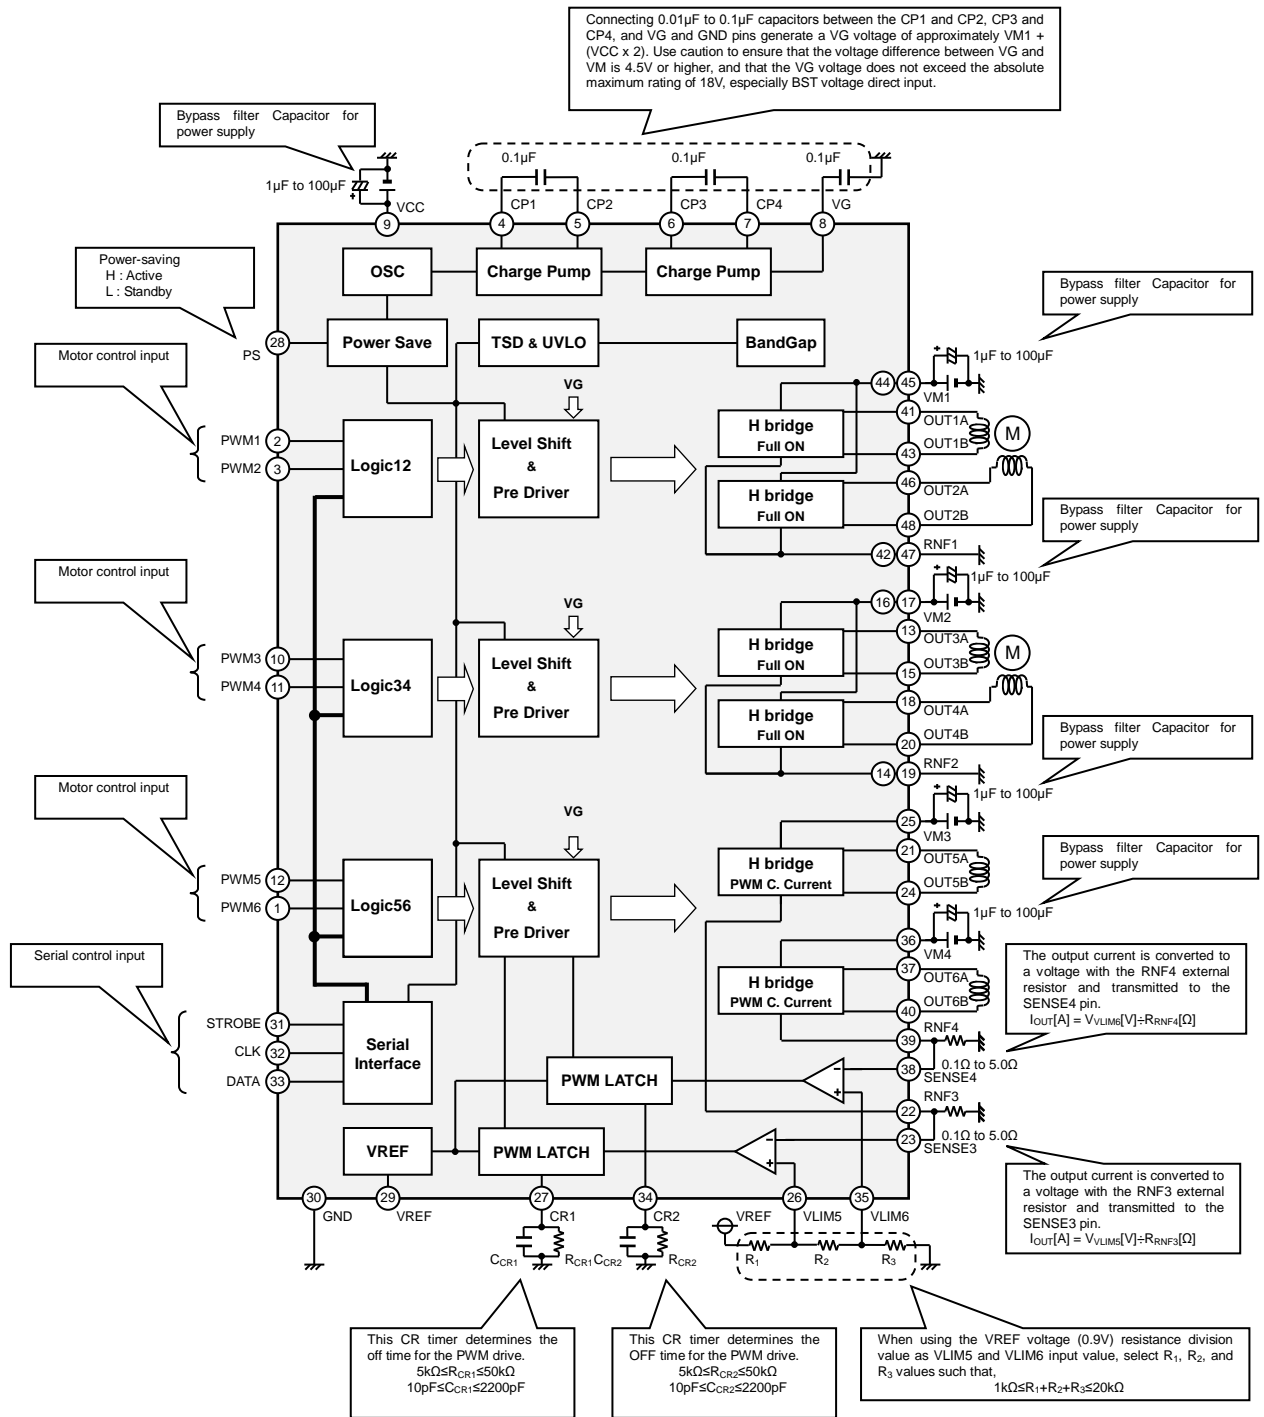 Connecting 0.01µF to 0.1µF capacitors between the CP1 and CP2, CP3 and
CP4, and VG and GND pins generate a VG voltage of approximately VM1 +
(VCC x 2). Use caution to ensure that the voltage difference between VG and
VM is 4.5V or higher, and that the VG voltage does not exceed the absolute
maximum rating of 18V, especially BST voltage direct input.
Bypass filter Capacitor for
power supply
1µF to 100µF
+
0.1µF
0.1µF
0.1µF
VCC
CP1
CP2
CP3
CP4
VG
9
4
5
6
7
8
Power-saving
H : Active
L : Standby
OSC
Charge Pump
Charge Pump
Bypass filter Capacitor for
power supply
28
PS
Power Save
TSD & UVLO
BandGap
+
1µF to 100µF
Motor control input
VG
44
45
VM1
PWM1
2
PWM2
3
Logic12
Level Shift
&
Pre Driver
H bridge
Full ON
41
OUT1A
OUT1B
43
M
H bridge
Full ON
46
OUT2A
48
OUT2B
Bypass filter Capacitor for
power supply
42
47
RNF1
+
1µF to 100µF
Motor control input
VG
16
17
VM2
PWM3
10
PWM4
11
Logic34
Level Shift
&
Pre Driver
H bridge
Full ON
13
OUT3A
OUT3B
15
M
H bridge
Full ON
18
OUT4A
20
OUT4B
Bypass filter Capacitor for
power supply
14
19
RNF2
+
1µF to 100µF
Motor control input
VG
25
VM3
PWM5
12
PWM6
1
Logic56
Level Shift
&
Pre Driver
H bridge
PWM C. Current
21
OUT5A
OUT5B
24
Bypass filter Capacitor for
power supply
+
1µF to 100µF
36
VM4
Serial control input
H bridge
PWM C. Current
37
OUT6A
OUT6B
40
The output current is converted to
a voltage with the RNF4 external
resistor and transmitted to the
SENSE4 pin.
IOUT[A] = VVLIM6[V]÷RRNF4[Ω]
STROBE
31
CLK
32
DATA
33
Serial
Interface
39
RNF4
38
0.1Ω to 5.0Ω
SENSE4
PWM LATCH
−
+
22
RNF3
23
0.1Ω to 5.0Ω
SENSE3
VREF
PWM LATCH
−
+
The output current is converted to
a voltage with the RNF3 external
resistor and transmitted to the
SENSE3 pin.
IOUT[A] = VVLIM5[V]÷RRNF3[Ω]
30
GND
29
VREF
27
CR1
34
CR2
26
VLIM5
35
VLIM6
VREF
CCR1
RCR1
CCR2
RCR2
R1
R2
R3
This CR timer determines the
off time for the PWM drive.
5kΩ≤RCR1≤50kΩ
10pF≤CCR1≤2200pF
This CR timer determines the
OFF time for the PWM drive.
5kΩ≤RCR2≤50kΩ
10pF≤CCR2≤2200pF
When using the VREF voltage (0.9V) resistance division
value as VLIM5 and VLIM6 input value, select R1, R2, and
R3 values such that,
1kΩ≤R1+R2+R3≤20kΩ